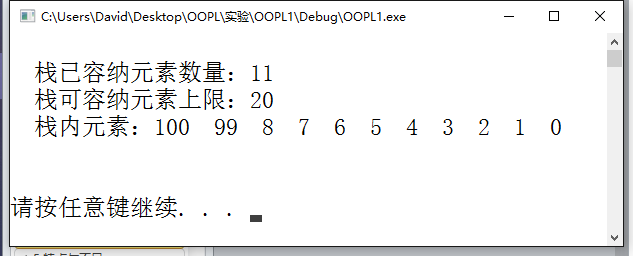 C:\Users\David\Desktop\OOPL\实验\OOPL1\Debug\OOPL1.exe
栈已容纳元素数量：11
栈可容纳元素上限：20
栈内元素：100 99 8 7 6 5 4 3 2 1 0
请按任意键继续. . .